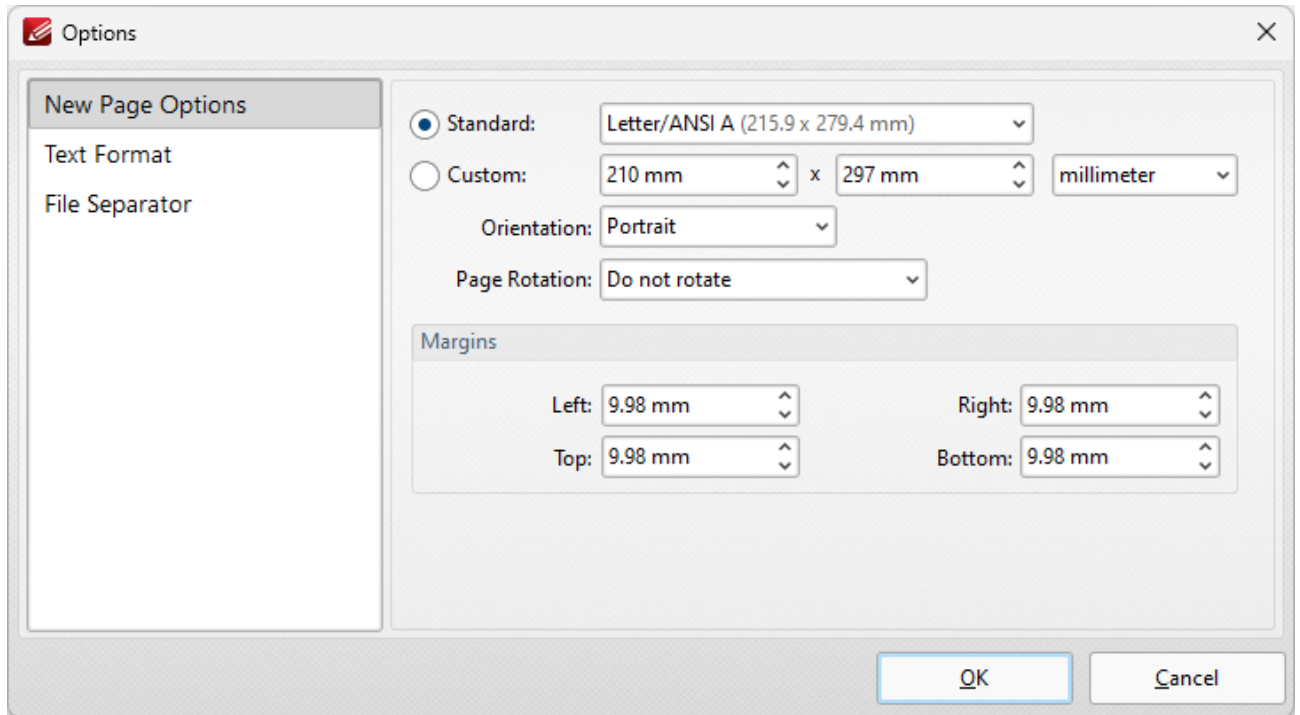 Options
New Page Options
Text Format
File Separator
Standard: Letter/ANSI A (215.9 x 279.4 mm)
Custom: 210 mm x 297 mm millimeter
Orientation: Portrait
Page Rotation: Do not rotate
Margins
Left: 9.98 mm Right: 9.98 mm
Top: 9.98 mm Bottom: 9.98 mm
OK Cancel